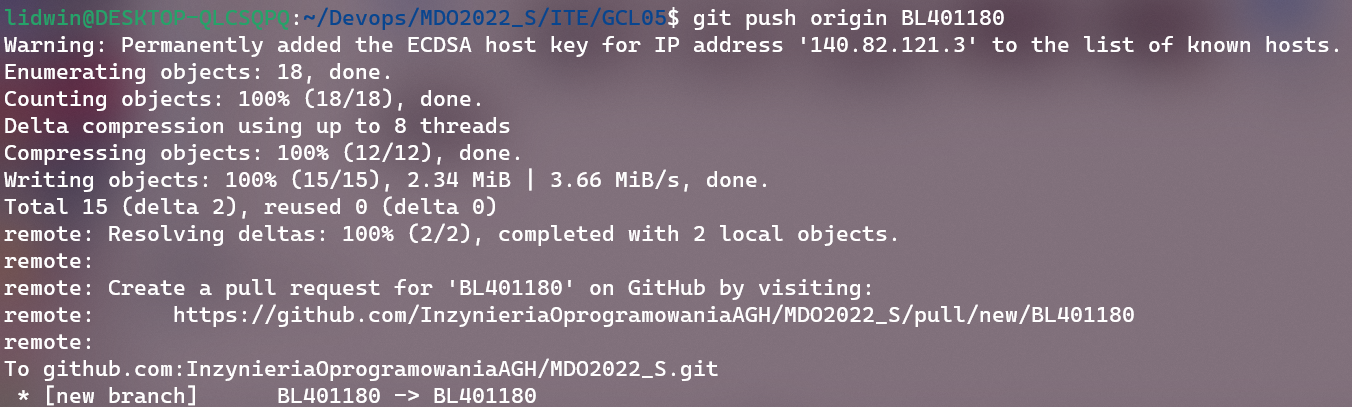 lidwin@DESKTOP-QLCSQPQ:~/Devops/MDO2022_S/ITE/GCL05$ git push origin BL401180
Warning: Permanently added the ECDSA host key for IP address '140.82.121.3' to the list of known hosts.
Enumerating objects: 18, done.
Counting objects: 100% (18/18), done.
Delta compression using up to 8 threads
Compressing objects: 100% (12/12), done.
Writing objects: 100% (15/15), 2.34 MiB | 3.66 MiB/s, done.
Total 15 (delta 2), reused 0 (delta 0)
remote: Resolving deltas: 100% (2/2), completed with 2 local objects.
remote:
remote: Create a pull request for 'BL401180' on GitHub by visiting:
remote:      https://github.com/InzynieriaOprogramowaniaAGH/MDO2022_S/pull/new/BL401180
remote:
To github.com:InzynieriaOprogramowaniaAGH/MDO2022_S.git
 * [new branch]      BL401180 -> BL401180